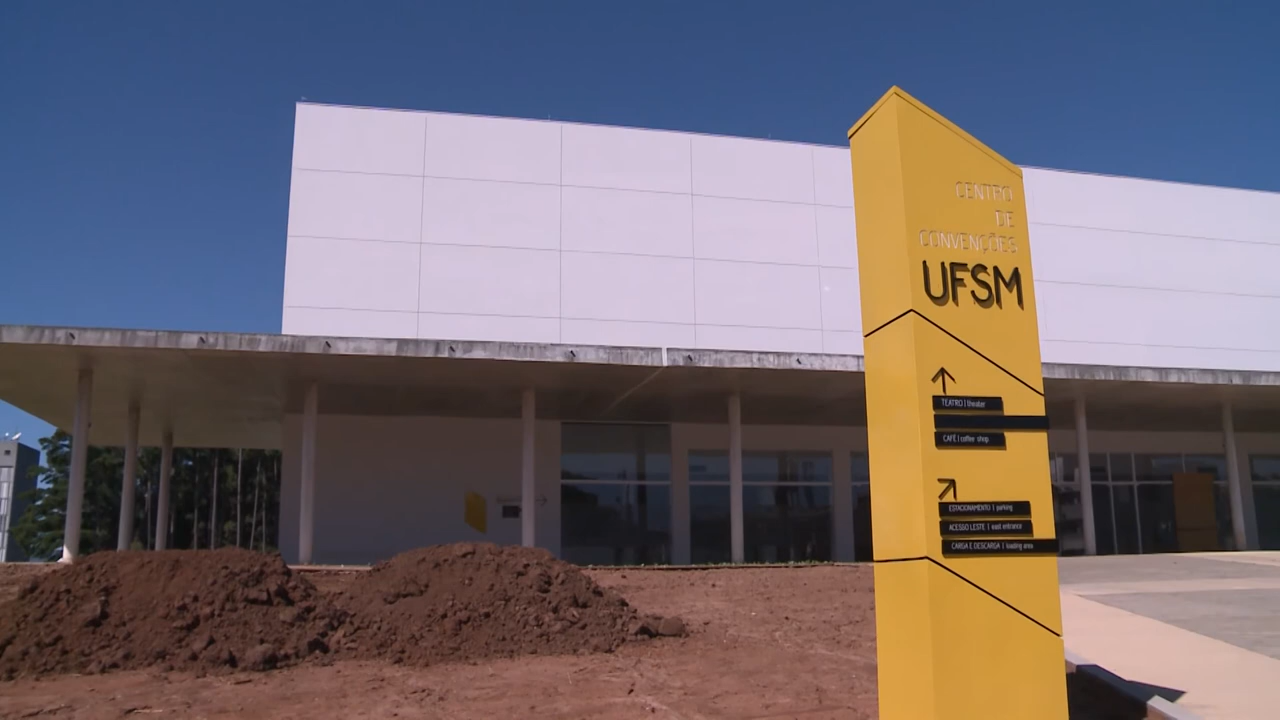 CENTRO
DE
CONVENÇÕES
UFSM
TEATRO | theater
CAFÉ | coffee shop
ESTACIONAMENTO | parking
ACESSO LESTE | east entrance
CARGA E DESCARGA | loading area